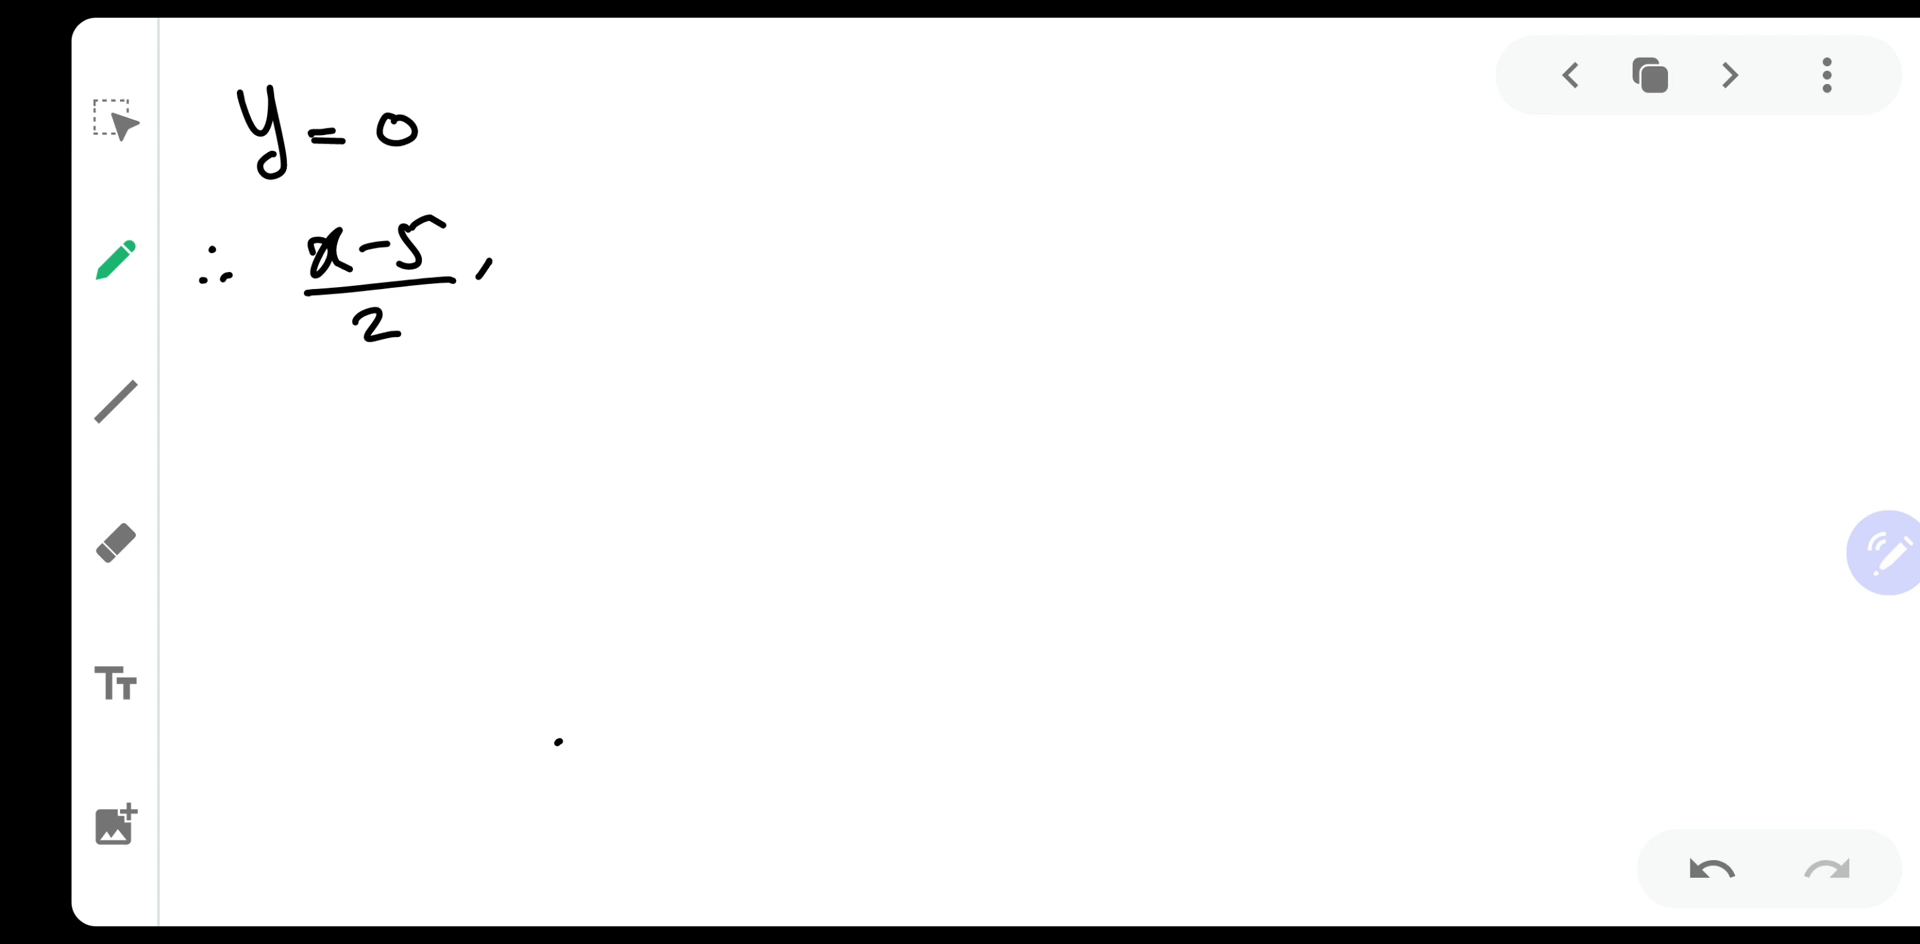 y = 0
∴ x-5/2 ,